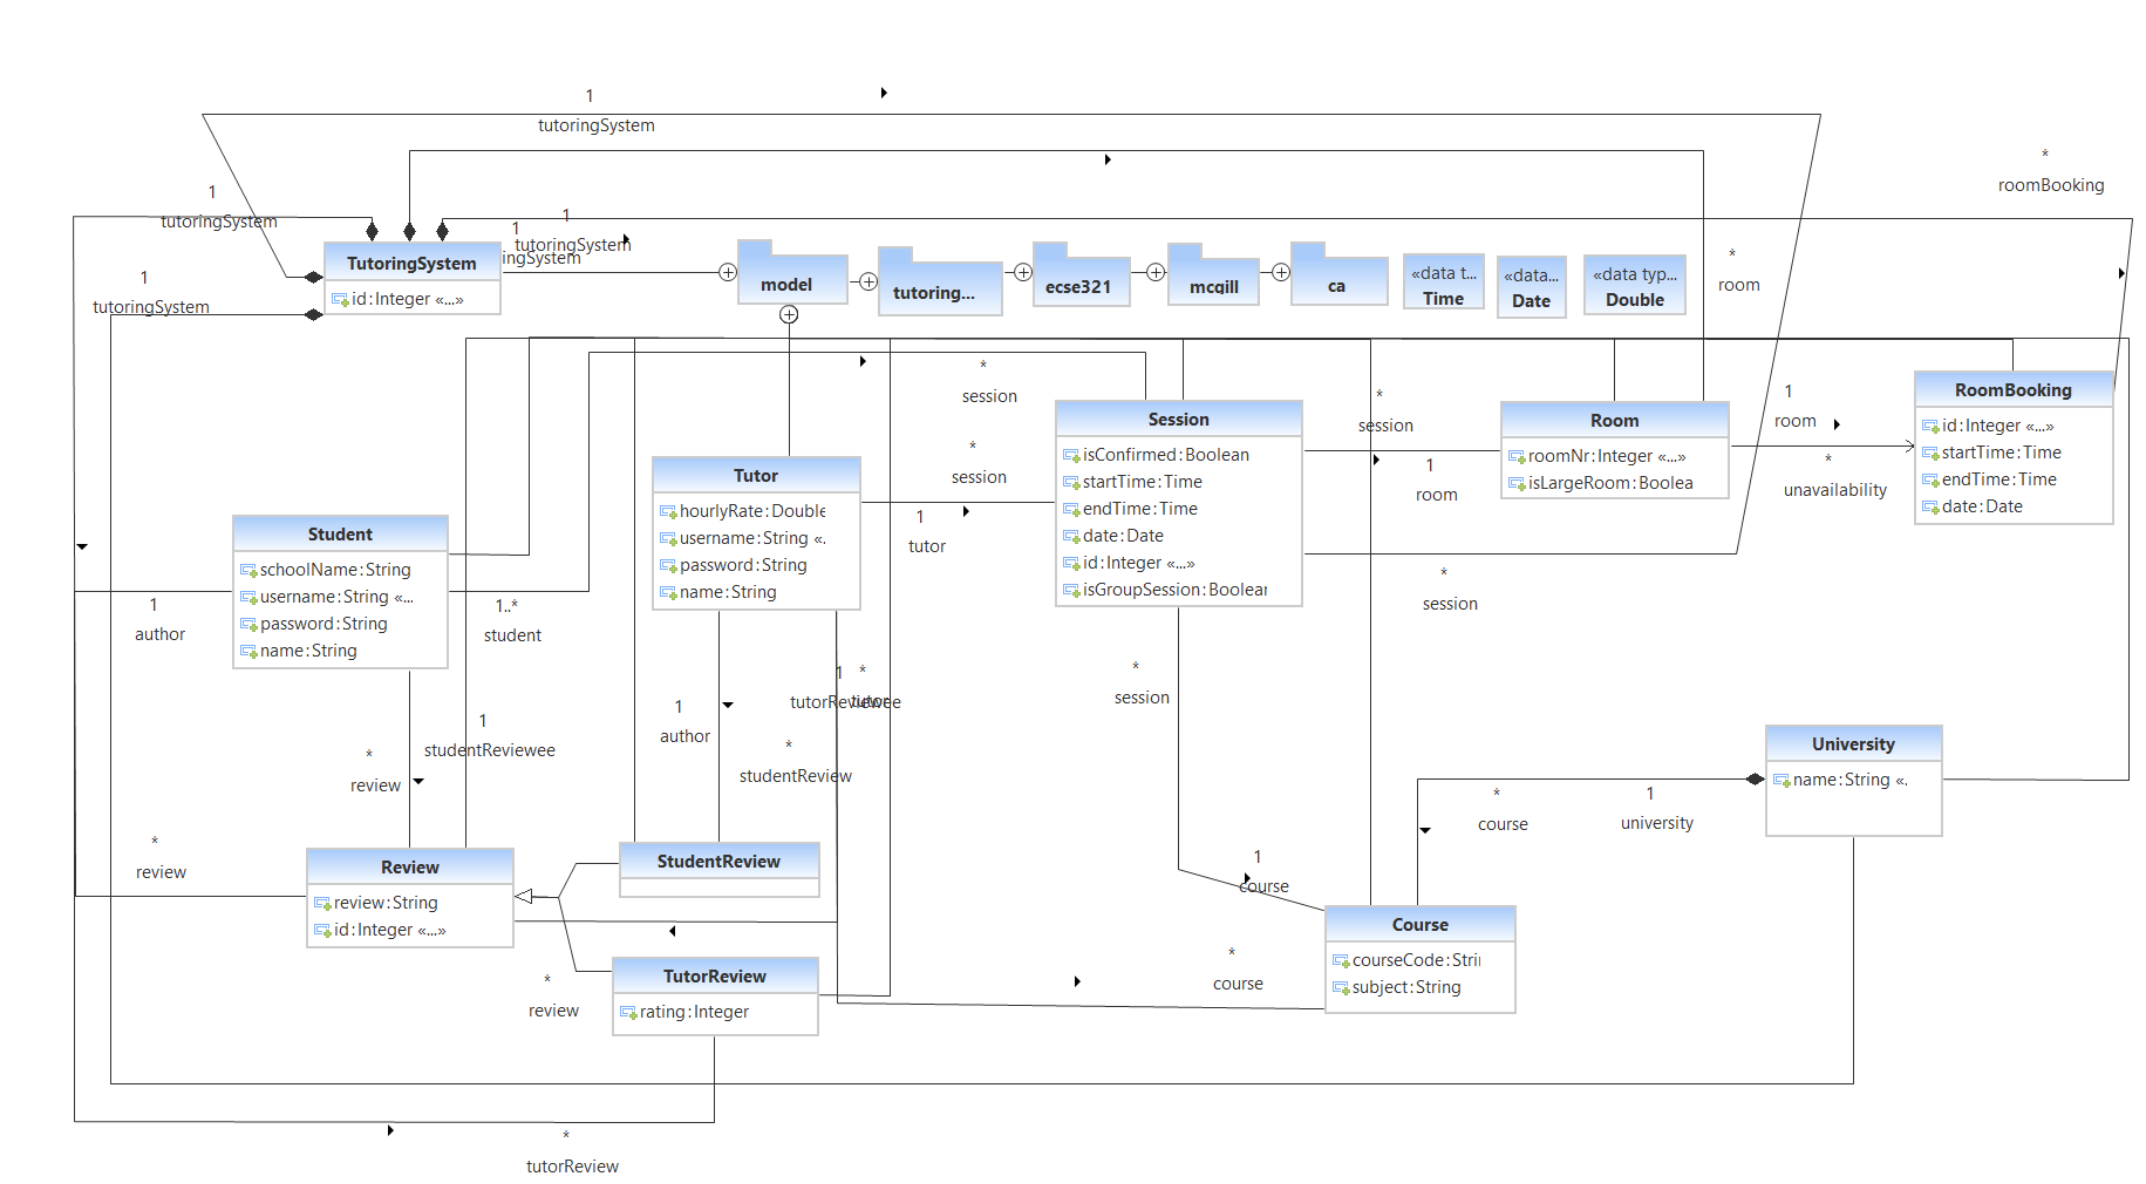 1
tutoringSystem
*
roomBooking
1
tutoringSystem
1
tutoringSystem
1
ingSystem
*
room
1
tutoringSystem
TutoringSystem
id:Integer «...»
model
tutoring...
ecse321
mcgill
ca
«data t...
Time
«data...
Date
«data typ...
Double
*
session
*
session
*
session
1
room
1
room
*
unavailability
RoomBooking
id:Integer «...»
startTime:Time
endTime:Time
date:Date
Session
isConfirmed:Boolean
startTime:Time
endTime:Time
date:Date
id:Integer «...»
isGroupSession:Boolear
Room
roomNr:Integer «...»
isLargeRoom:Boolea
Tutor
hourlyRate:Double
username:String «.
password:String
name:String
1
tutor
Student
schoolName:String
username:String «...
password:String
name:String
1
author
1..*
student
*
session
1
tutorReviewee
*
tutor
*
session
1
author
*
studentReview
1
studentReviewee
*
review
*
review
University
name:String «.
*
course
1
university
1
course
Review
review:String
id:Integer «...»
StudentReview
TutorReview
rating:Integer
*
review
*
course
Course
courseCode:Stri
subject:String
*
tutorReview